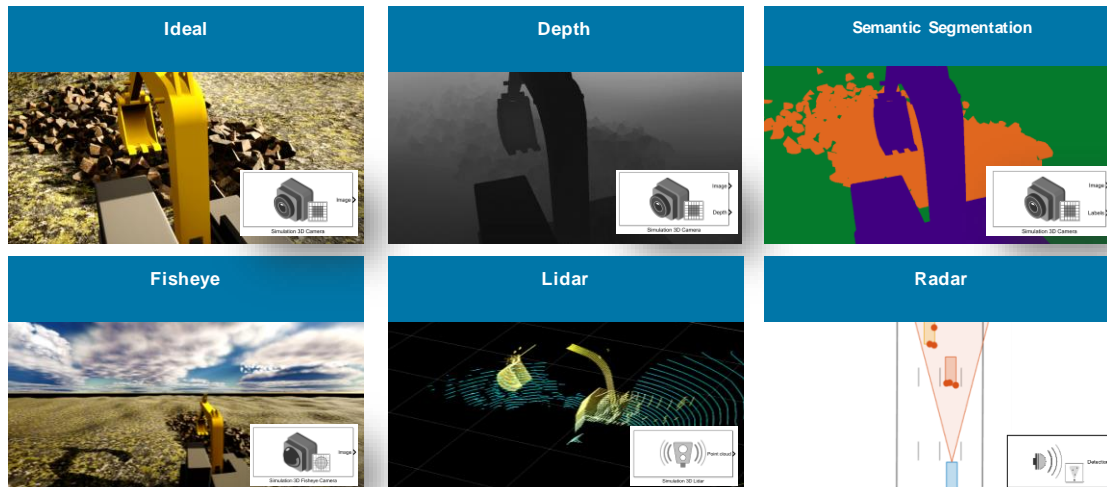 Ideal
Depth
Semantic Segmentation
Image
Simulation 3D Camera
Image
Depth
Simulation 3D Camera
Image
Labels
Simulation 3D Camera
Fisheye
Lidar
Radar
Image
Simulation 3D Fisheye Camera
Point cloud
Simulation 3D Lidar
Detection